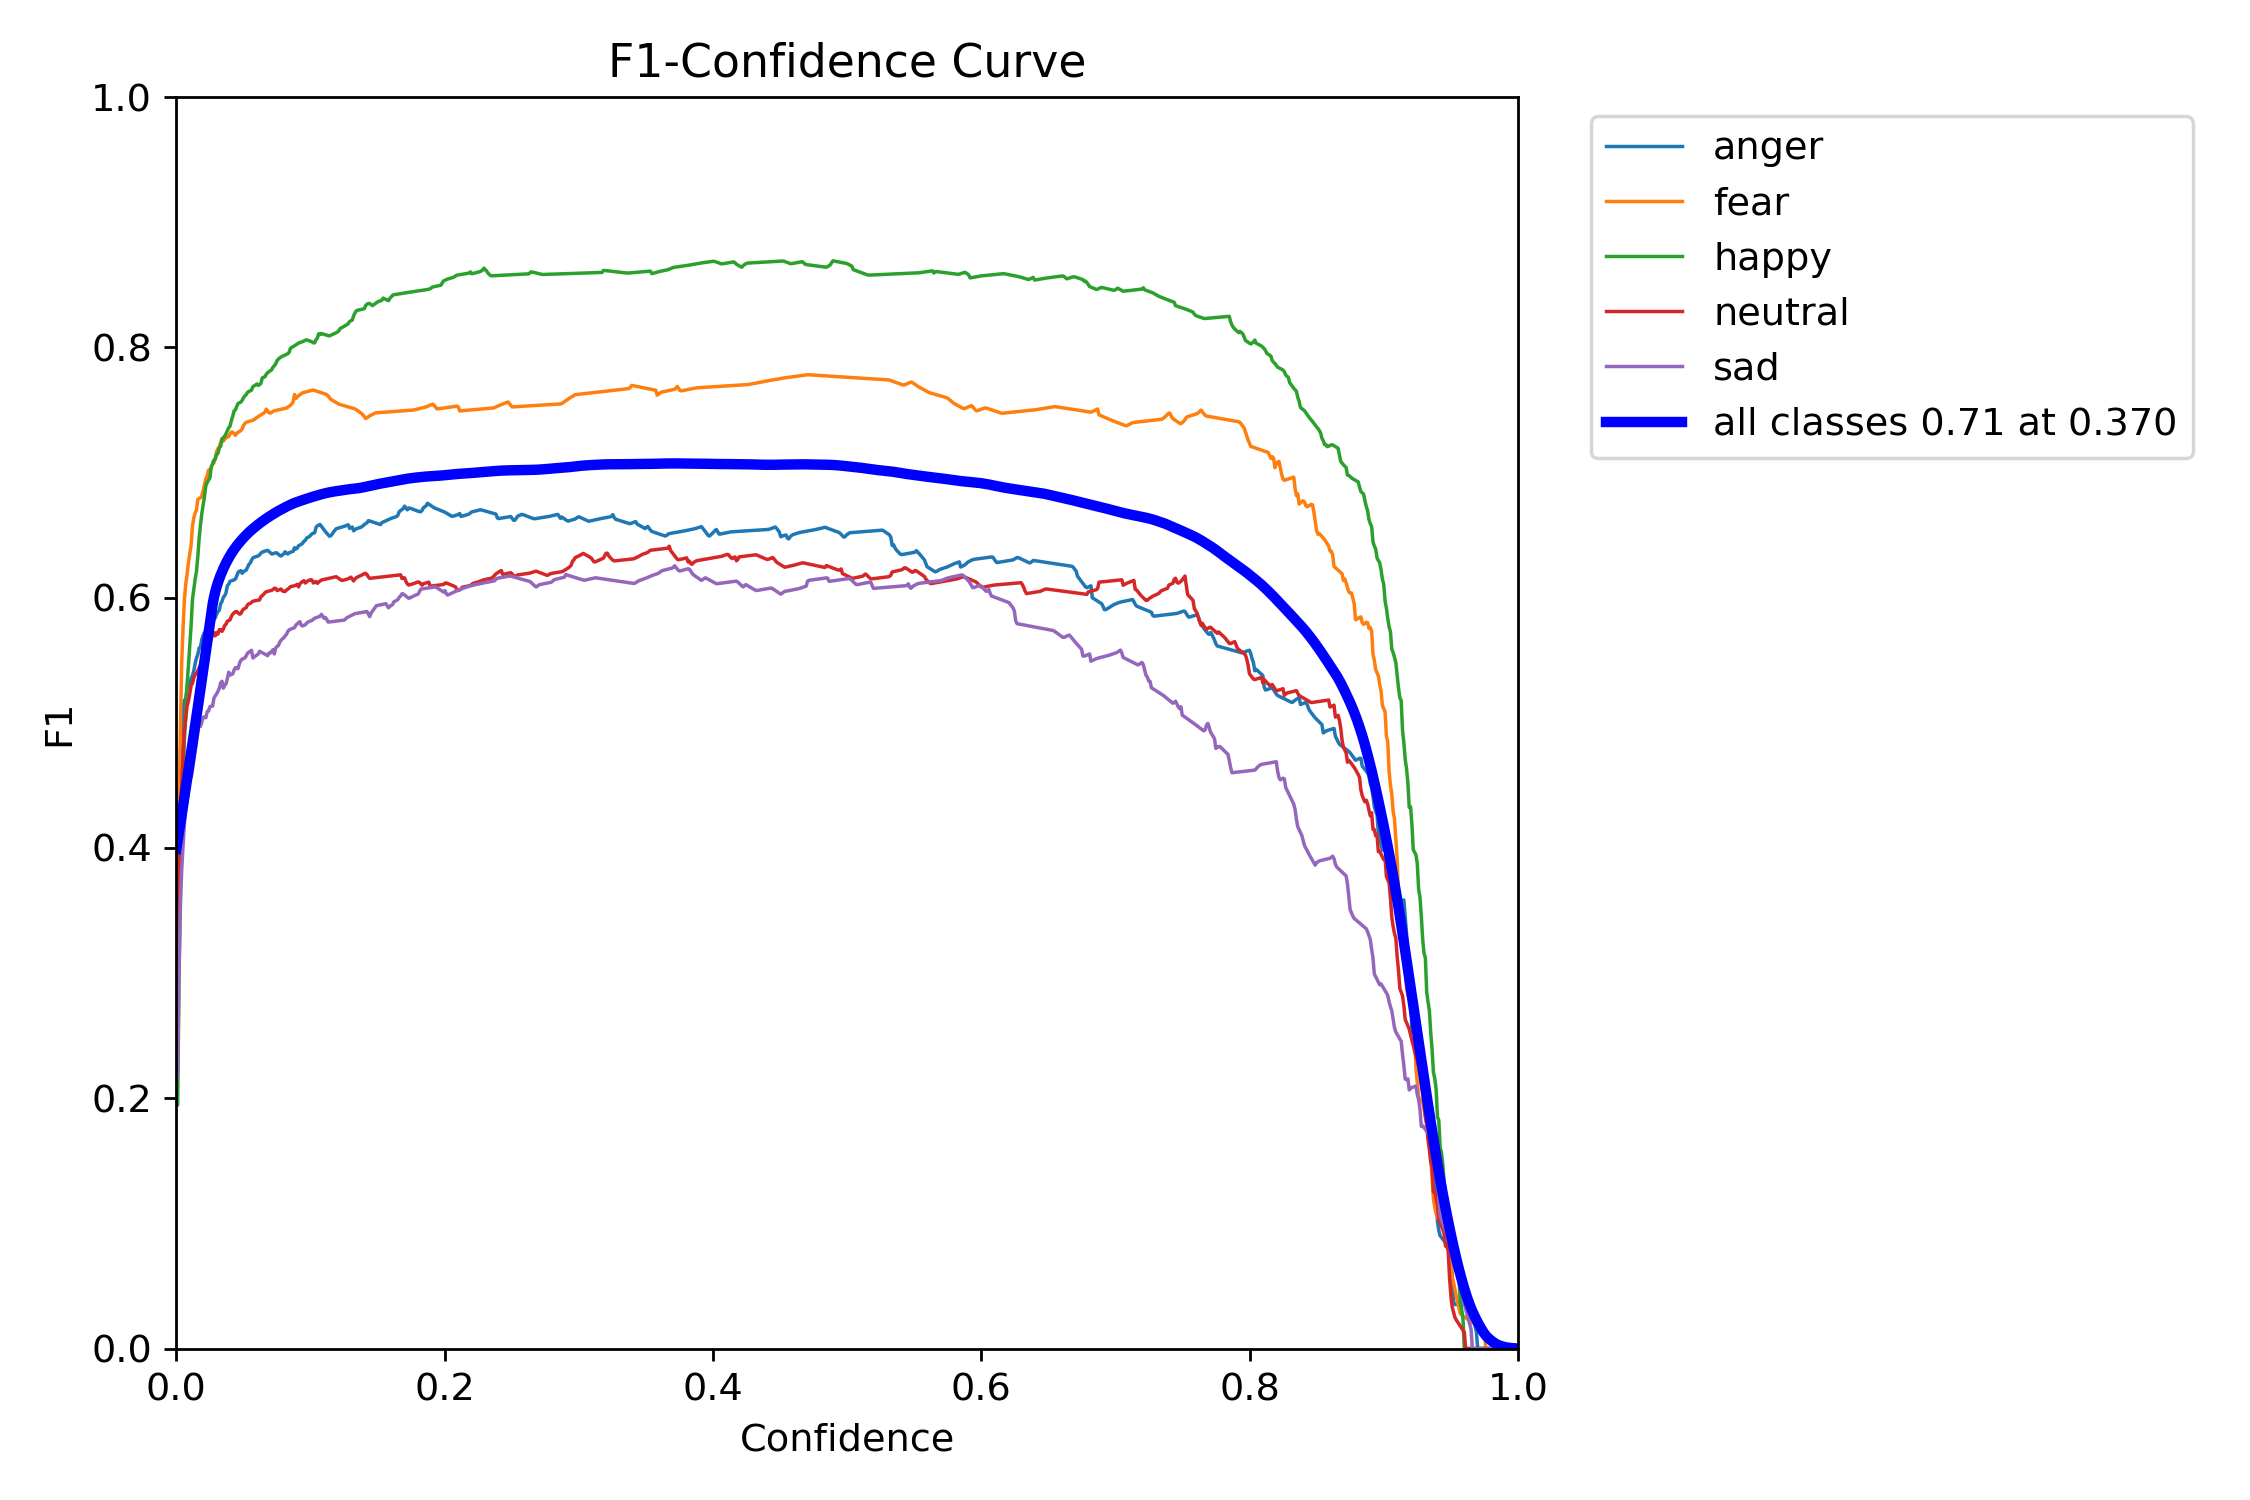 F1-Confidence Curve
1.0
0.8
0.6
0.4
0.2
0.0
F1
0.0 0.2 0.4 0.6 0.8 1.0
Confidence
anger
fear
happy
neutral
sad
all classes 0.71 at 0.370